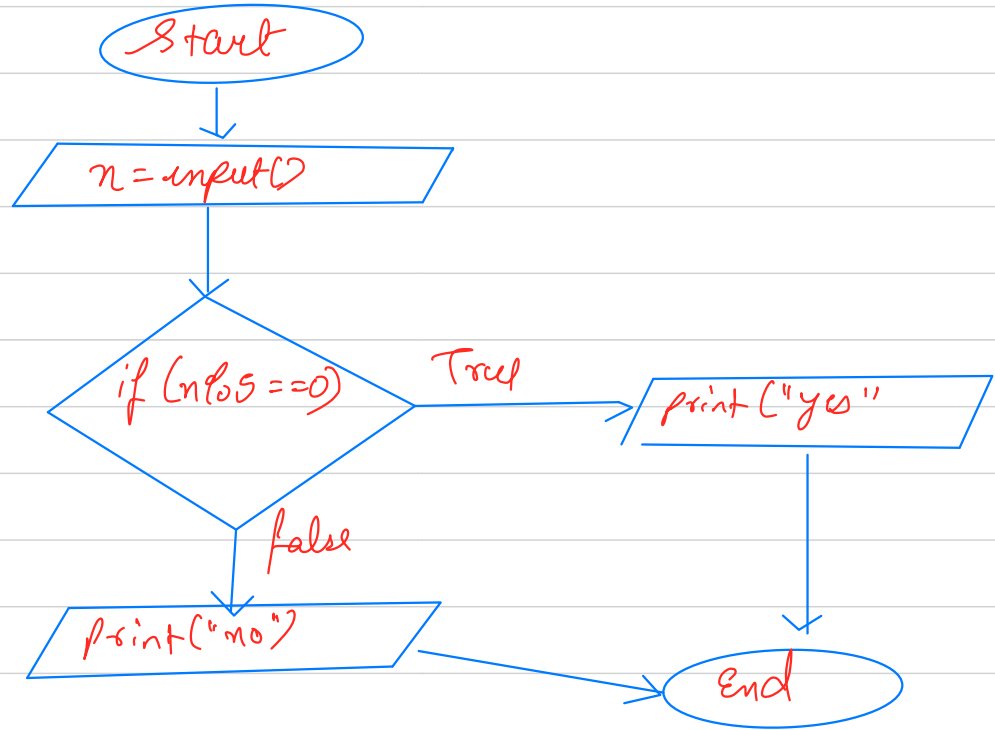 Start
n = input()
if (n%5 ==0)
True
print ("yes"
false
print("no")
End